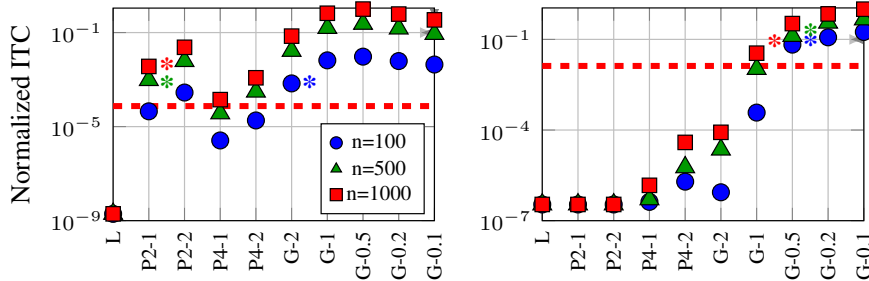 Normalized ITC
10^-1
10^-5
10^-9
n=100
n=500
n=1000
L
P2-1
P2-2
P4-1
P4-2
G-2
G-1
G-0.5
G-0.2
G-0.1
10^-1
10^-4
10^-7
L
P2-1
P2-2
P4-1
P4-2
G-2
G-1
G-0.5
G-0.2
G-0.1